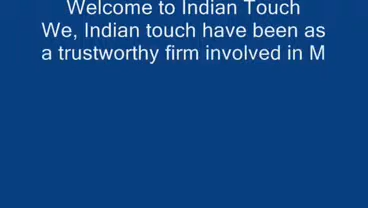 Welcome to Indian Touch
We, Indian touch have been as
a trustworthy firm involved in M